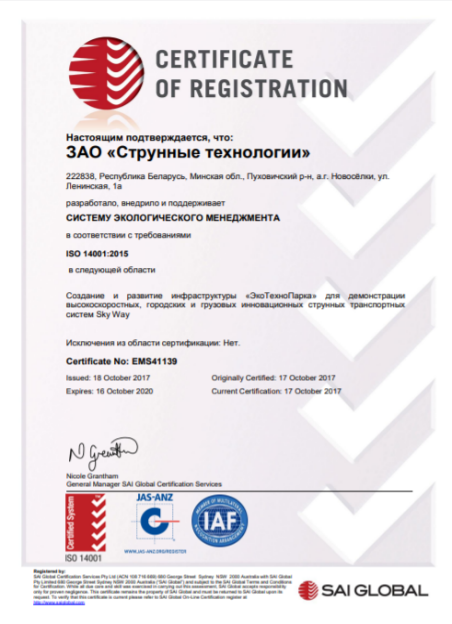 CERTIFICATE
OF REGISTRATION
Настоящим подтверждается, что:
ЗАО «Струнные технологии»
222838, Республика Беларусь, Минская обл., Пуховичский р-н, а.г. Новосёлки, ул.
Ленинская, 1а
разработало, внедрило и поддерживает
СИСТЕМУ ЭКОЛОГИЧЕСКОГО МЕНЕДЖМЕНТА
в соответствии с требованиями
ISO 14001:2015
в следующей области
Создание и развитие инфраструктуры «ЭкоТехноПарка» для демонстрации
высокоскоростных, городских и грузовых инновационных струнных транспортных
систем Sky Way
Исключения из области сертификации: Нет.
Certificate No: EMS41139
Issued: 18 October 2017 Originally Certified: 17 October 2017
Expires: 16 October 2020 Current Certification: 17 October 2017
Nicole Grantham
General Manager SAI Global Certification Services
Certified System
ISO 14001
JAS-ANZ
WWW.JAS-ANZ.ORG/REGISTER
MEMBER OF MULTILATERAL
IAF
RECOGNITION ARRANGEMENT
Registered by:
SAI Global Certification Services Pty Ltd (ACN 108 716 669) 680 George Street Sydney NSW 2000 Australia with SAI Global
Pty Limited 680 George Street Sydney NSW 2000 Australia ("SAI Global") and subject to the SAI Global Terms and Conditions
for Certification. While all due care and skill was exercised in carrying out this assessment, SAI Global accepts responsibility
only for proven negligence. This certificate remains the property of SAI Global and must be returned to SAI Global upon its
request. To verify that this certificate is current please refer to SAI Global On-Line Certification register at
http://www.saiglobal.com
SAI GLOBAL